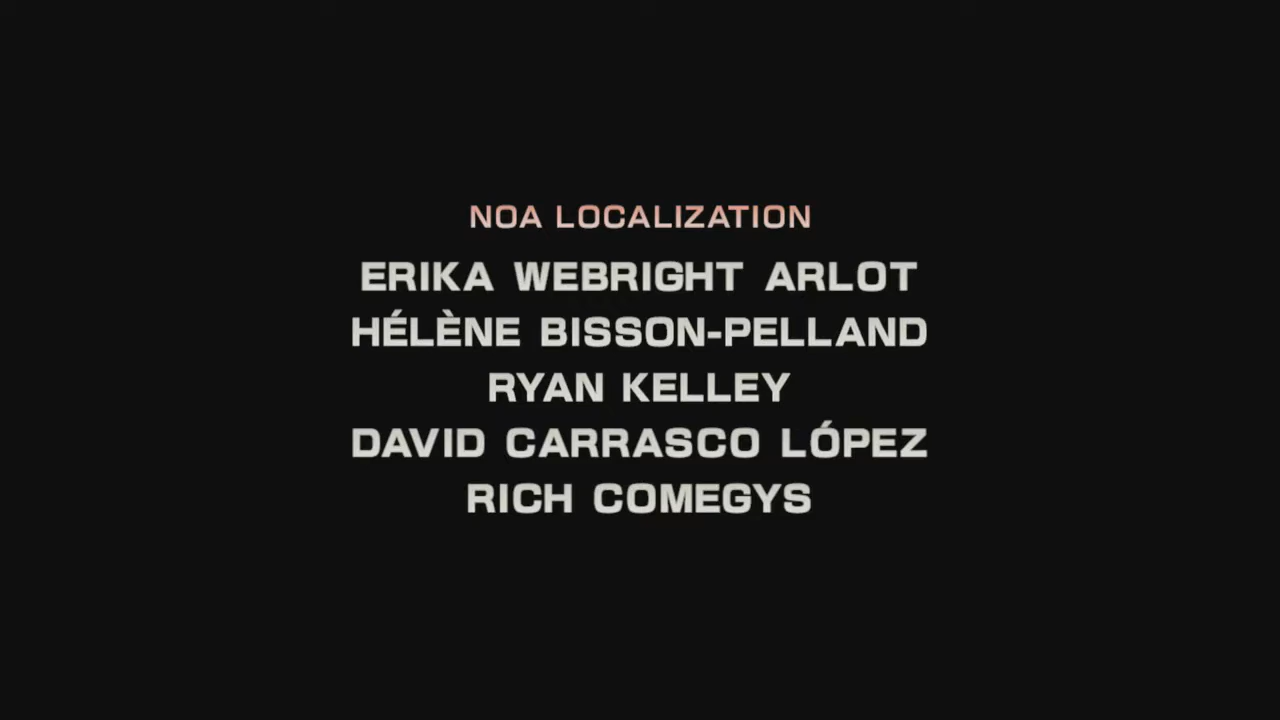 NOA LOCALIZATION
ERIKA WEBRIGHT ARLOT
HÉLÈNE BISSON-PELLAND
RYAN KELLEY
DAVID CARRASCO LÓPEZ
RICH COMEGYS